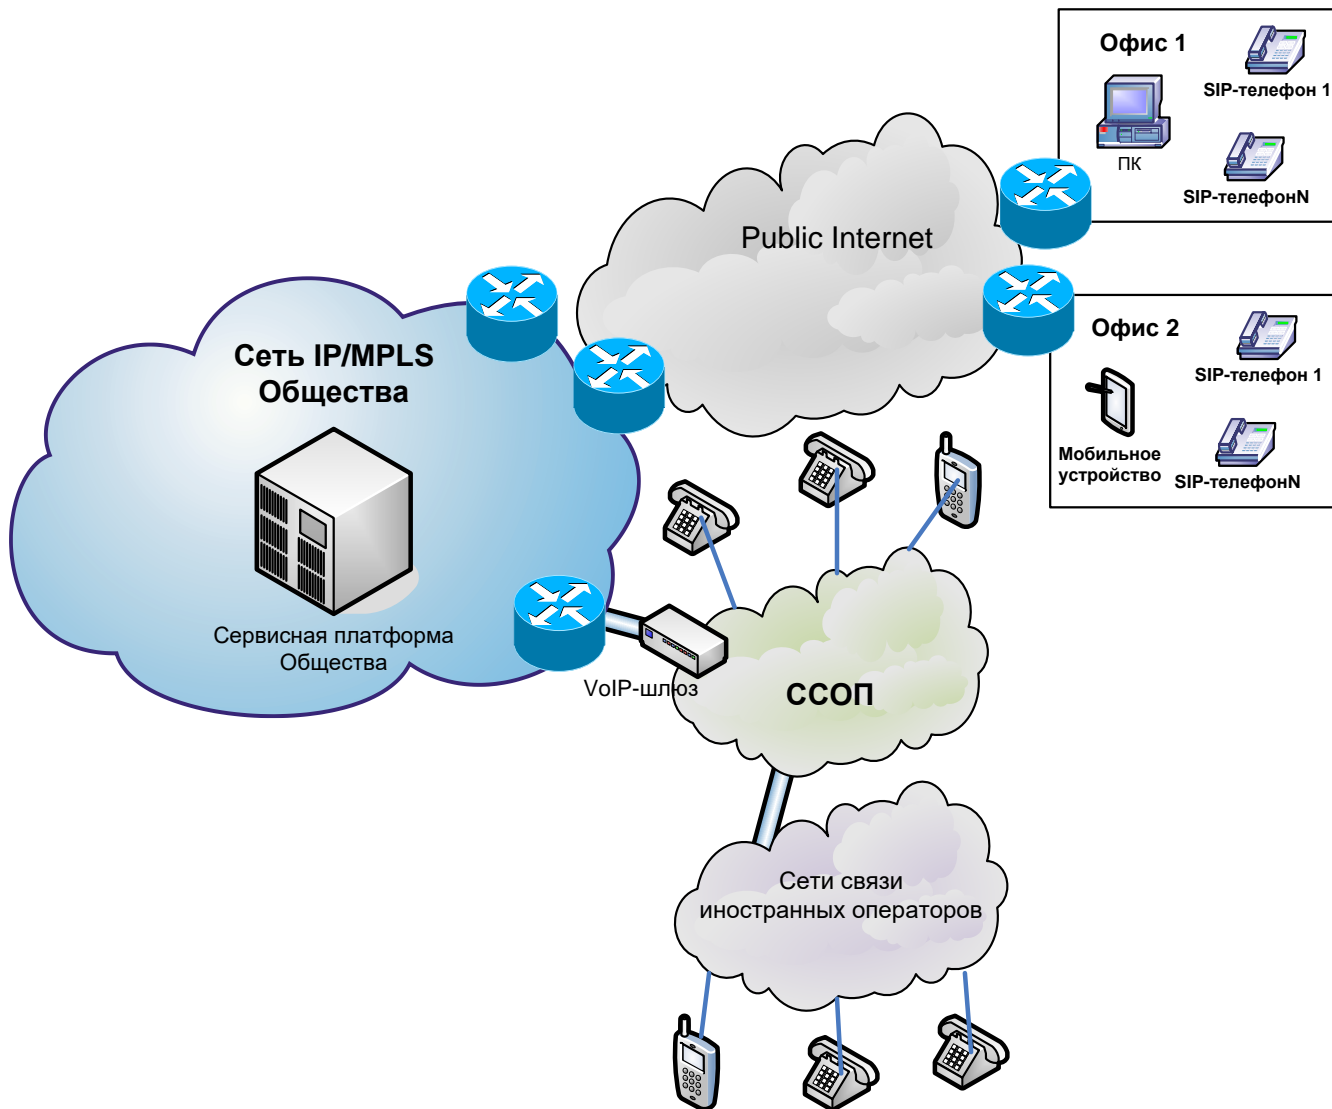 Офис 1
SIP-телефон 1
ПК
SIP-телефонN
Public Internet
Офис 2
SIP-телефон 1
Мобильное
устройство
SIP-телефонN
Сеть IP/MPLS
Общества
Сервисная платформа
Общества
VoIP-шлюз
ССОП
Сети связи
иностранных операторов